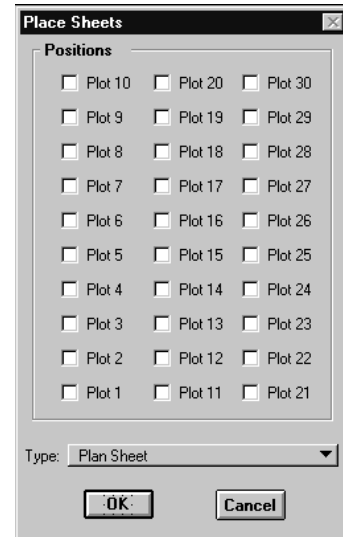 Place Sheets
Positions
Plot 10 Plot 20 Plot 30
Plot 9 Plot 19 Plot 29
Plot 8 Plot 18 Plot 28
Plot 7 Plot 17 Plot 27
Plot 6 Plot 16 Plot 26
Plot 5 Plot 15 Plot 25
Plot 4 Plot 14 Plot 24
Plot 3 Plot 13 Plot 23
Plot 2 Plot 12 Plot 22
Plot 1 Plot 11 Plot 21
Type: Plan Sheet
OK Cancel